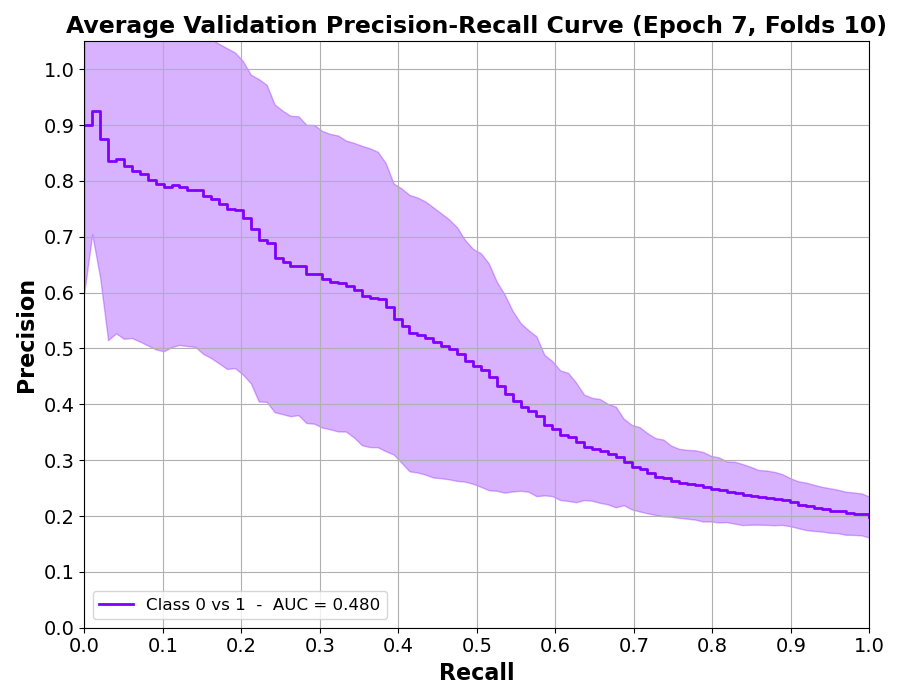 Average Validation Precision-Recall Curve (Epoch 7, Folds 10)
Precision
1.0
0.9
0.8
0.7
0.6
0.5
0.4
0.3
0.2
0.1
0.0
Class 0 vs 1  -  AUC = 0.480
0.0 0.1 0.2 0.3 0.4 0.5 0.6 0.7 0.8 0.9 1.0
Recall